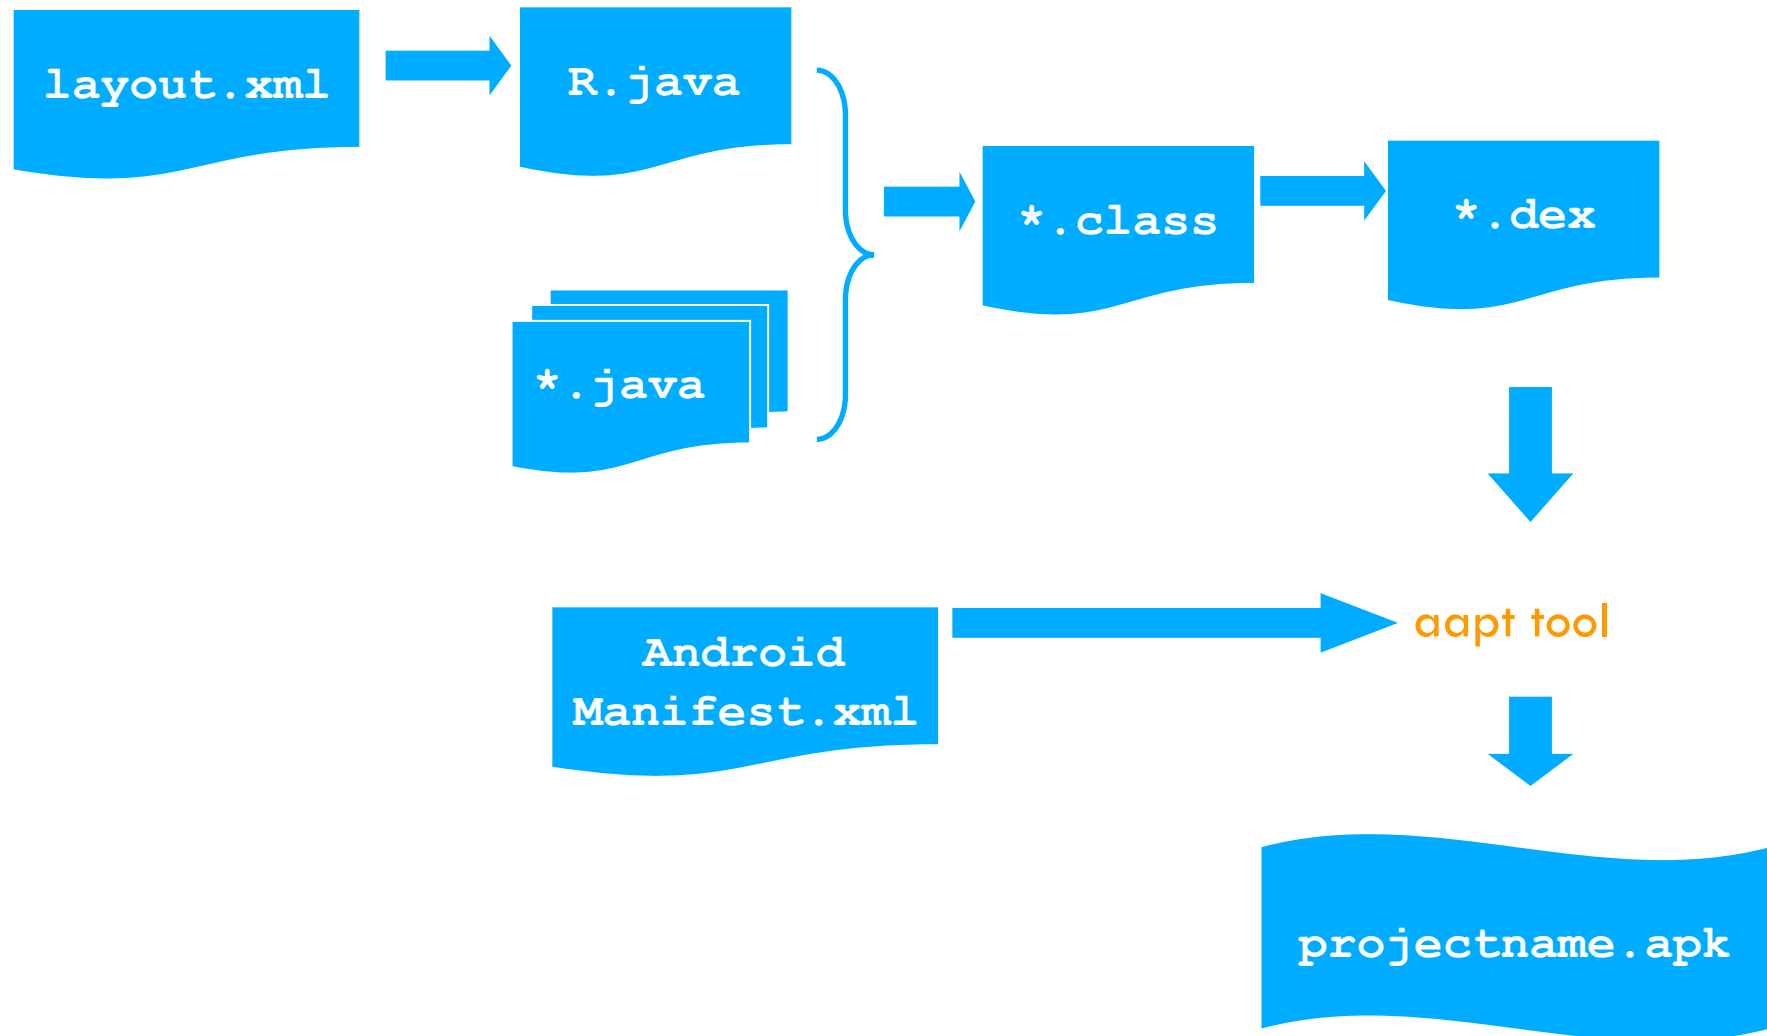 layout.xml
R.java
*.java
*.class
*.dex
Android
Manifest.xml
aapt tool
projectname.apk